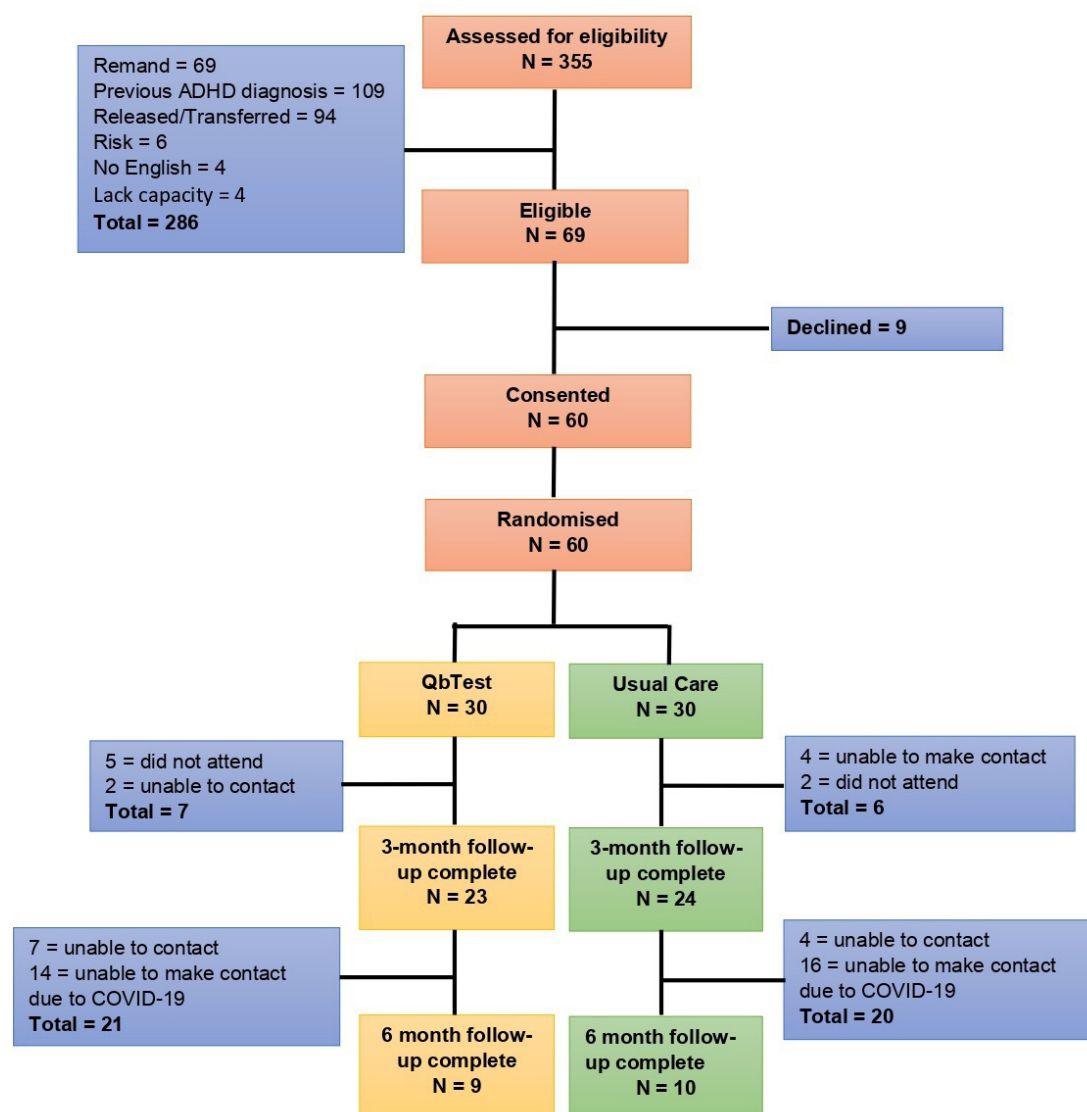 Assessed for eligibility
N = 355
Remand = 69
Previous ADHD diagnosis = 109
Released/Transferred = 94
Risk = 6
No English = 4
Lack capacity = 4
Total = 286
Eligible
N = 69
Declined = 9
Consented
N = 60
Randomised
N = 60
QbTest
N = 30
Usual Care
N = 30
5 = did not attend
2 = unable to contact
Total = 7
4 = unable to make contact
2 = did not attend
Total = 6
3-month follow-
up complete
N = 23
3-month follow-
up complete
N = 24
7 = unable to contact
14 = unable to make contact
due to COVID-19
Total = 21
4 = unable to contact
16 = unable to make contact
due to COVID-19
Total = 20
6 month follow-
up complete
N = 9
6 month follow-
up complete
N = 10